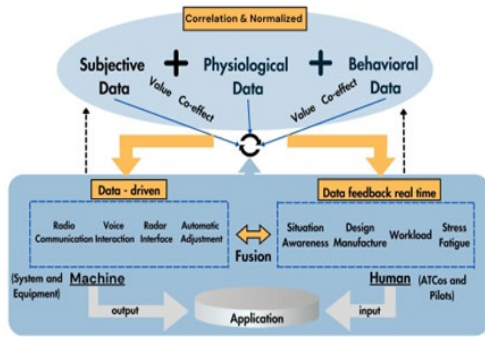 Correlation & Normalized
Subjective Data
+
Physiological Data
+
Behavioral Data
Value Co-effect
Value Co-effect
Data - driven
Data feedback real time
Radio Communication
Voice Interaction
Radar Interface
Automatic Adjustment
Fusion
Situation Awareness
Design Manufacture
Workload
Stress Fatigue
(System and Equipment)
Machine
Human
(ATCos and Pilots)
output
Application
input